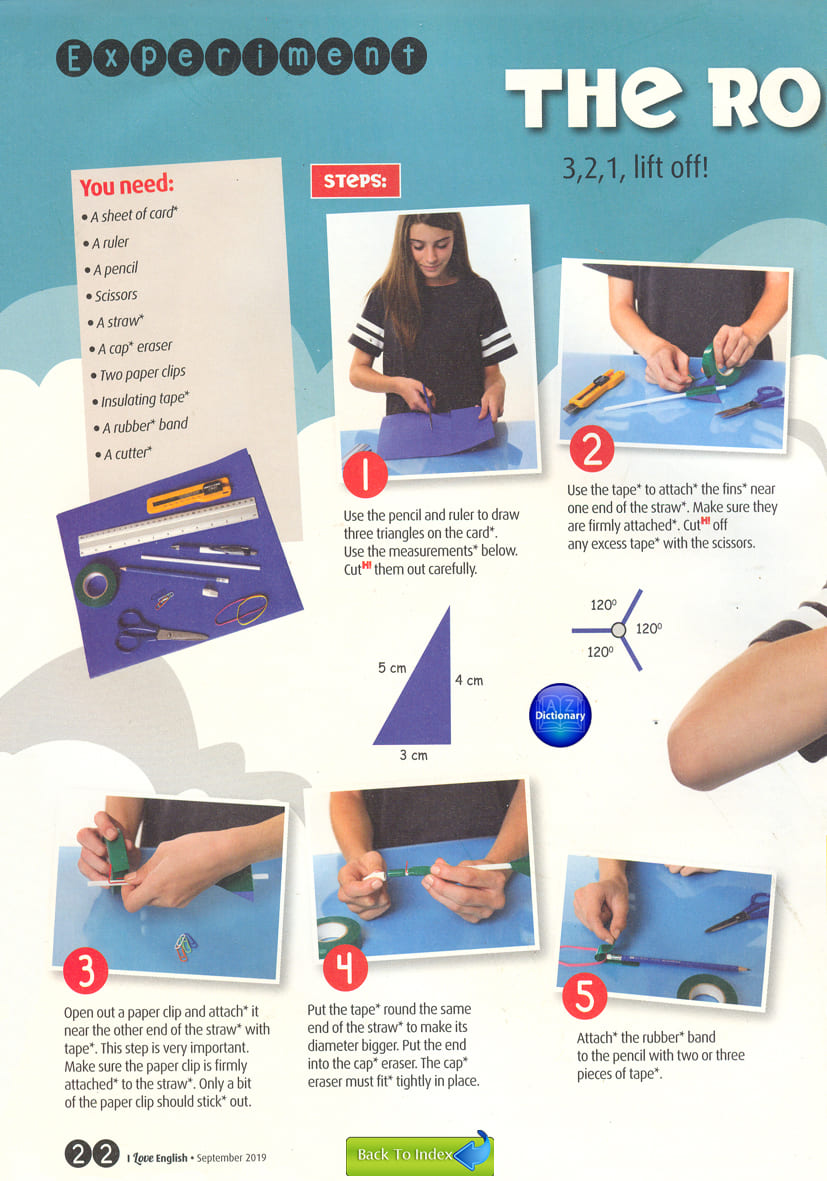 Experiment
THE RO
3,2,1, lift off!
You need:
• A sheet of card*
• A ruler
• A pencil
• Scissors
• A straw*
• A cap* eraser
• Two paper clips
• Insulating tape*
• A rubber* band
• A cutter*
STEPS:
1
Use the pencil and ruler to draw
three triangles on the card*.
Use the measurements* below.
CutH! them out carefully.
5 cm
4 cm
3 cm
2
Use the tape* to attach* the fins* near
one end of the straw*. Make sure they
are firmly attached*. CutH! off
any excess tape* with the scissors.
120°
120°
120°
A Z
Dictionary
3
Open out a paper clip and attach* it
near the other end of the straw* with
tape*. This step is very important.
Make sure the paper clip is firmly
attached* to the straw*. Only a bit
of the paper clip should stick* out.
4
Put the tape* round the same
end of the straw* to make its
diameter bigger. Put the end
into the cap* eraser. The cap*
eraser must fit* tightly in place.
5
Attach* the rubber* band
to the pencil with two or three
pieces of tape*.
22 I Love English • September 2019
Back To Index